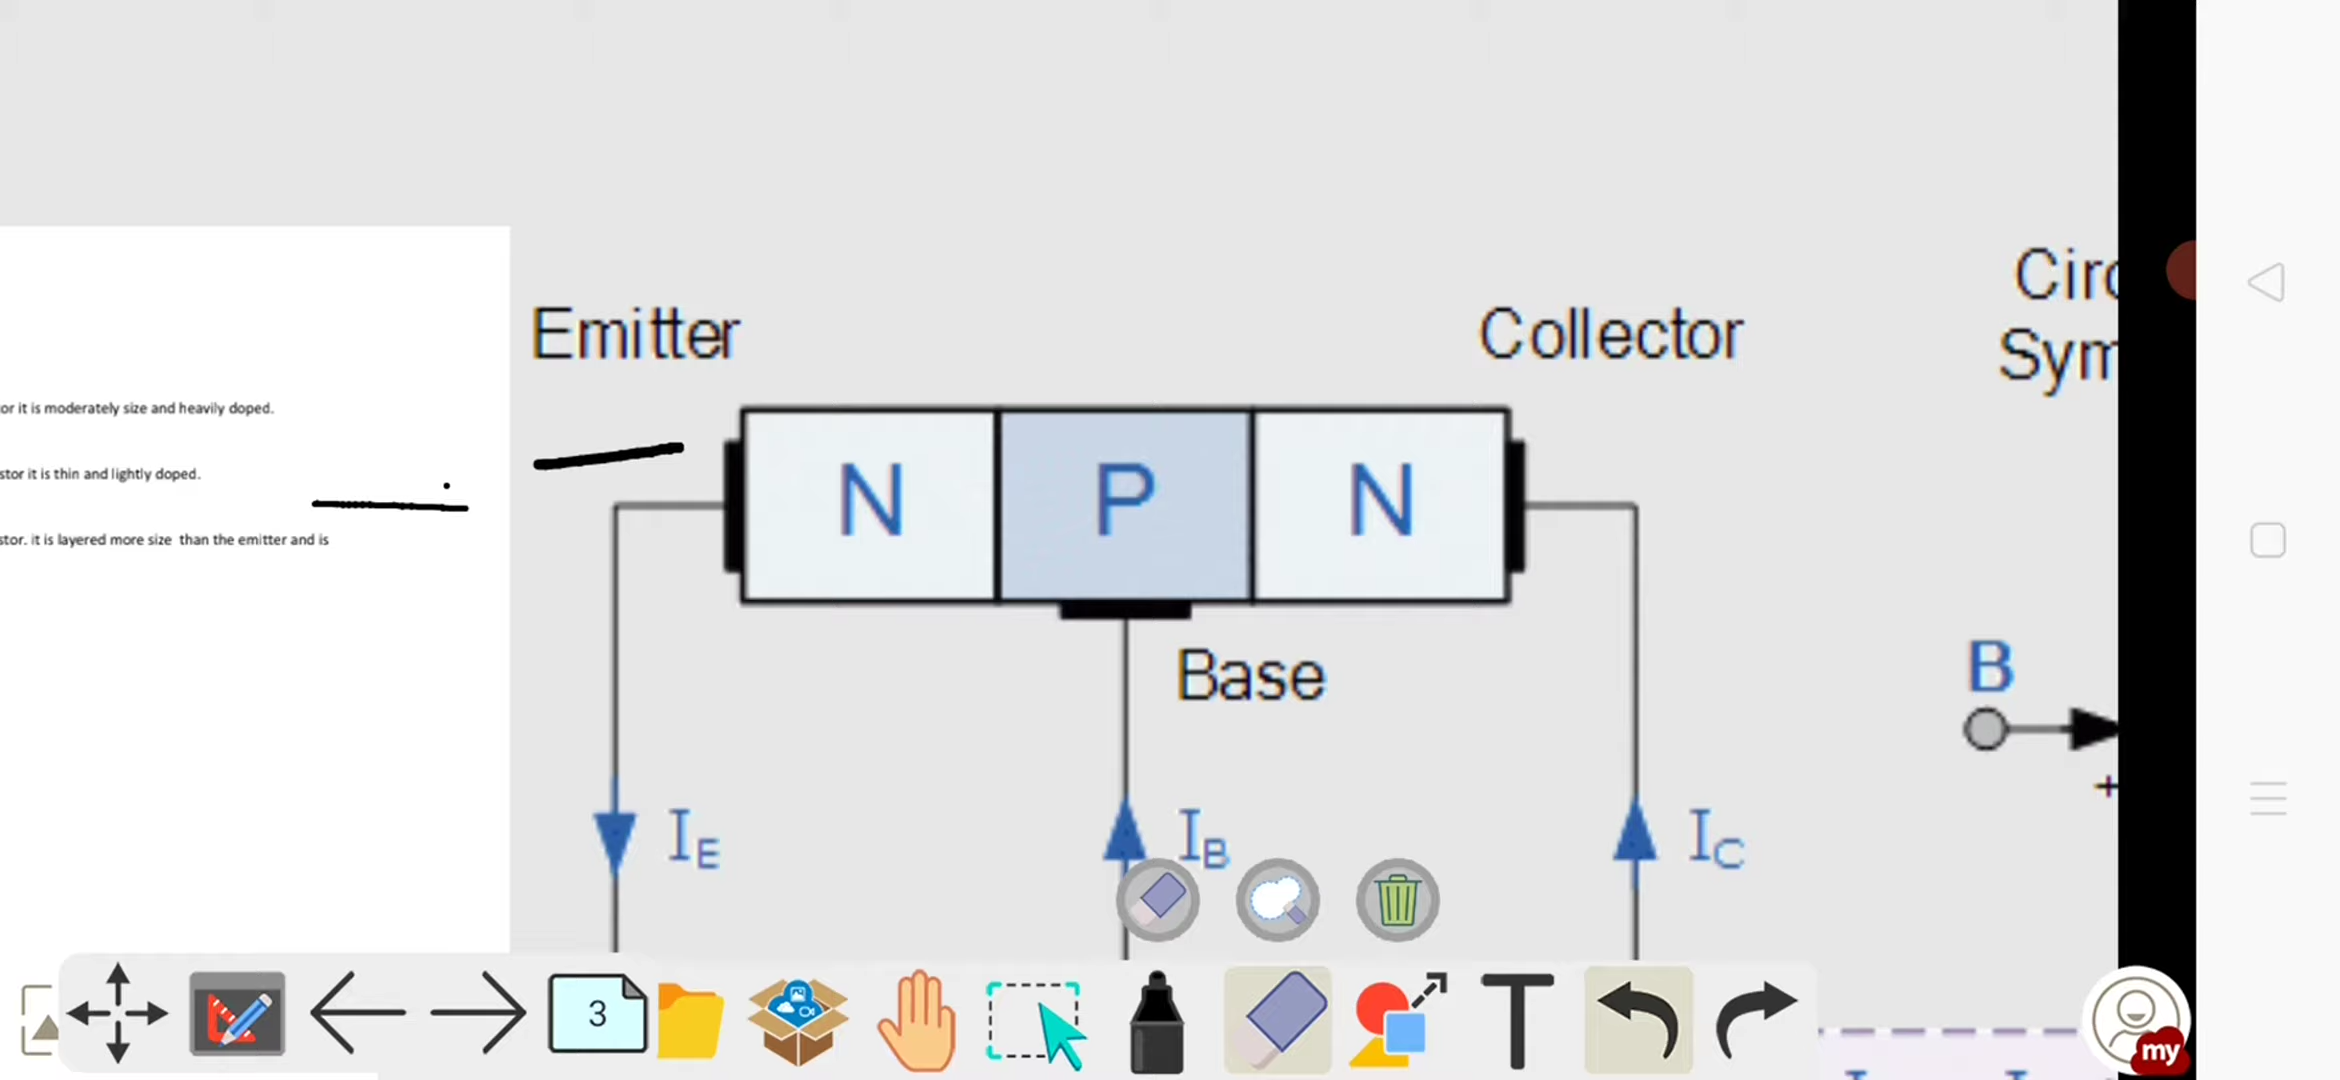 Circ
Sym
Emitter
Collector
or it is moderately size and heavily doped.
N P N
stor it is thin and lightly doped.
stor. it is layered more size than the emitter and is
Base
B
+
IE
IB
IC
3
T
my